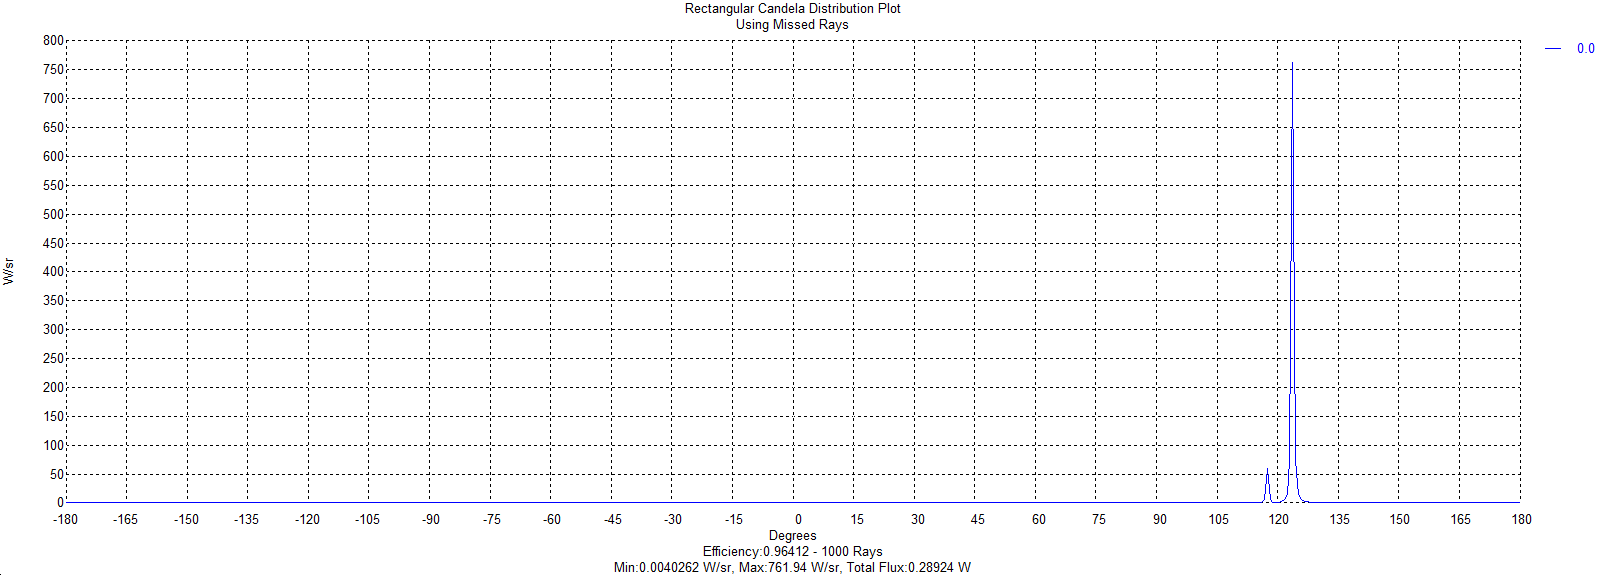 Rectangular Candela Distribution Plot
Using Missed Rays
0.0
800
750
700
650
600
550
500
450
400
350
300
250
200
150
100
50
0
W/sr
-180 -165 -150 -135 -120 -105 -90 -75 -60 -45 -30 -15 0 15 30 45 60 75 90 105 120 135 150 165 180
Degrees
Efficiency:0.96412 - 1000 Rays
Min:0.0040262 W/sr, Max:761.94 W/sr, Total Flux:0.28924 W